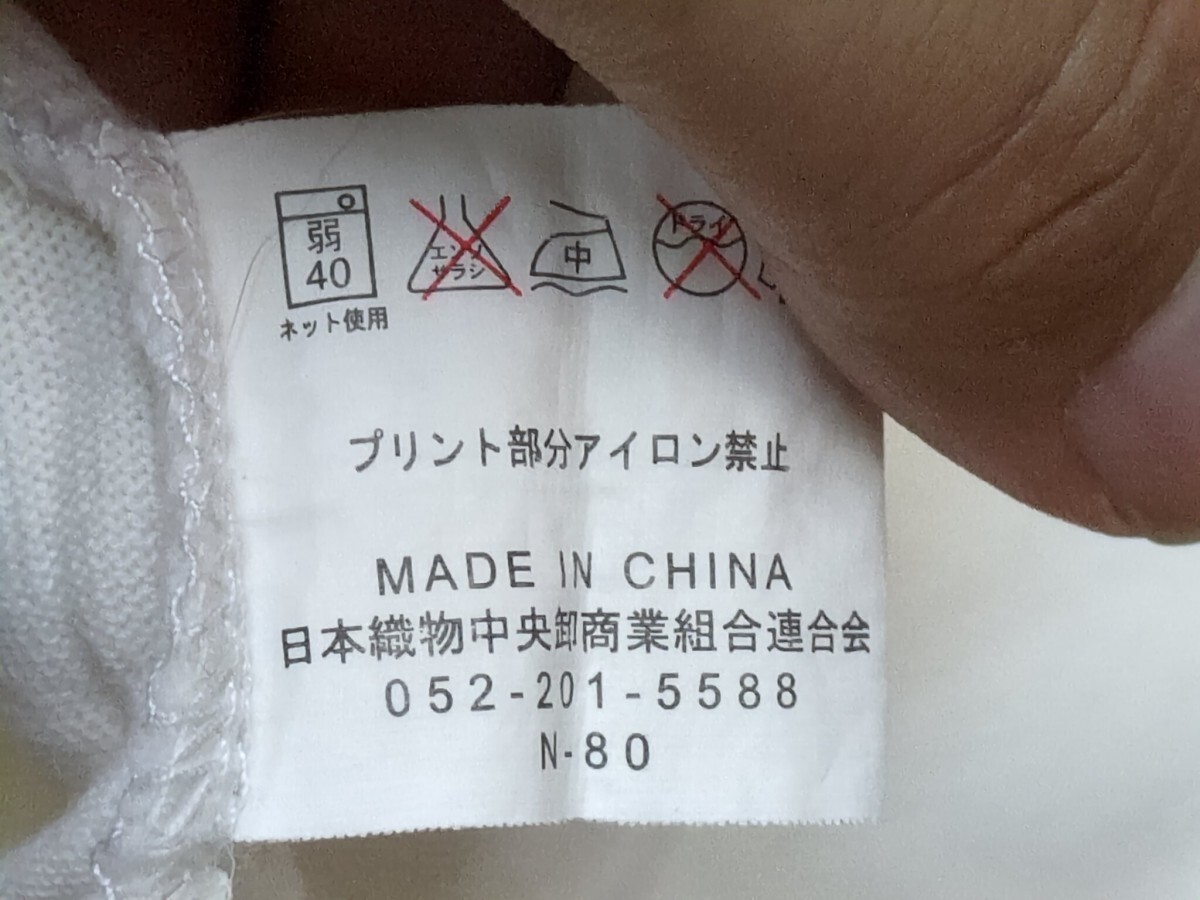 弱 エンソ 中 ドライ
40 サラシ
ネット使用
プリント部分アイロン禁止
MADE IN CHINA
日本織物中央卸商業組合連合会
052-201-5588
N-80